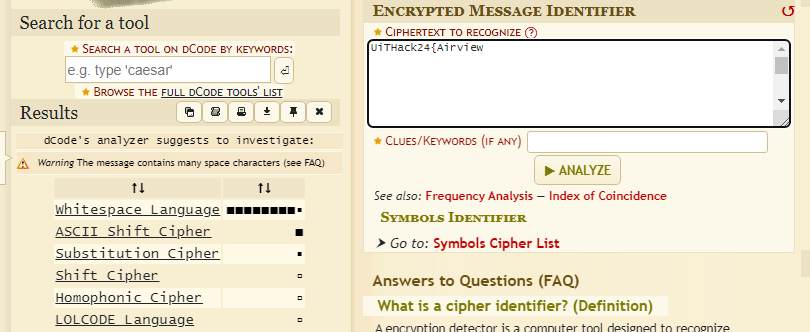 Search for a tool
★ Search a tool on dCode by keywords:
e.g. type 'caesar'
★ Browse the full dCode tools' list
Results
dCode's analyzer suggests to investigate:
Warning The message contains many space characters (see FAQ)
↑↓ ↑↓
Whitespace Language ■■■■■■■■▪
ASCII Shift Cipher ■
Substitution Cipher ▪
Shift Cipher ▫
Homophonic Cipher ▫
LOLCODE Language ▫
Encrypted Message Identifier
★ Ciphertext to recognize (?)
UiTHack24{Airview
★ Clues/Keywords (if any)
▶ ANALYZE
See also: Frequency Analysis — Index of Coincidence
Symbols Identifier
➤ Go to: Symbols Cipher List
Answers to Questions (FAQ)
What is a cipher identifier? (Definition)
A encryption detector is a computer tool designed to recognize